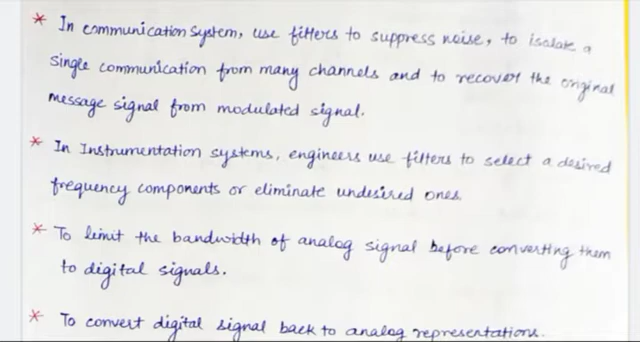 * In communication system, use filters to suppress noise, to isolate a
single communication from many channels and to recover the original
message signal from modulated signal.
* In Instrumentation systems, engineers use filters to select a desired
frequency components or eliminate undesired ones
* To limit the bandwidth of analog signal before converting them
to digital signals.
* To convert digital signal back to analog representations.